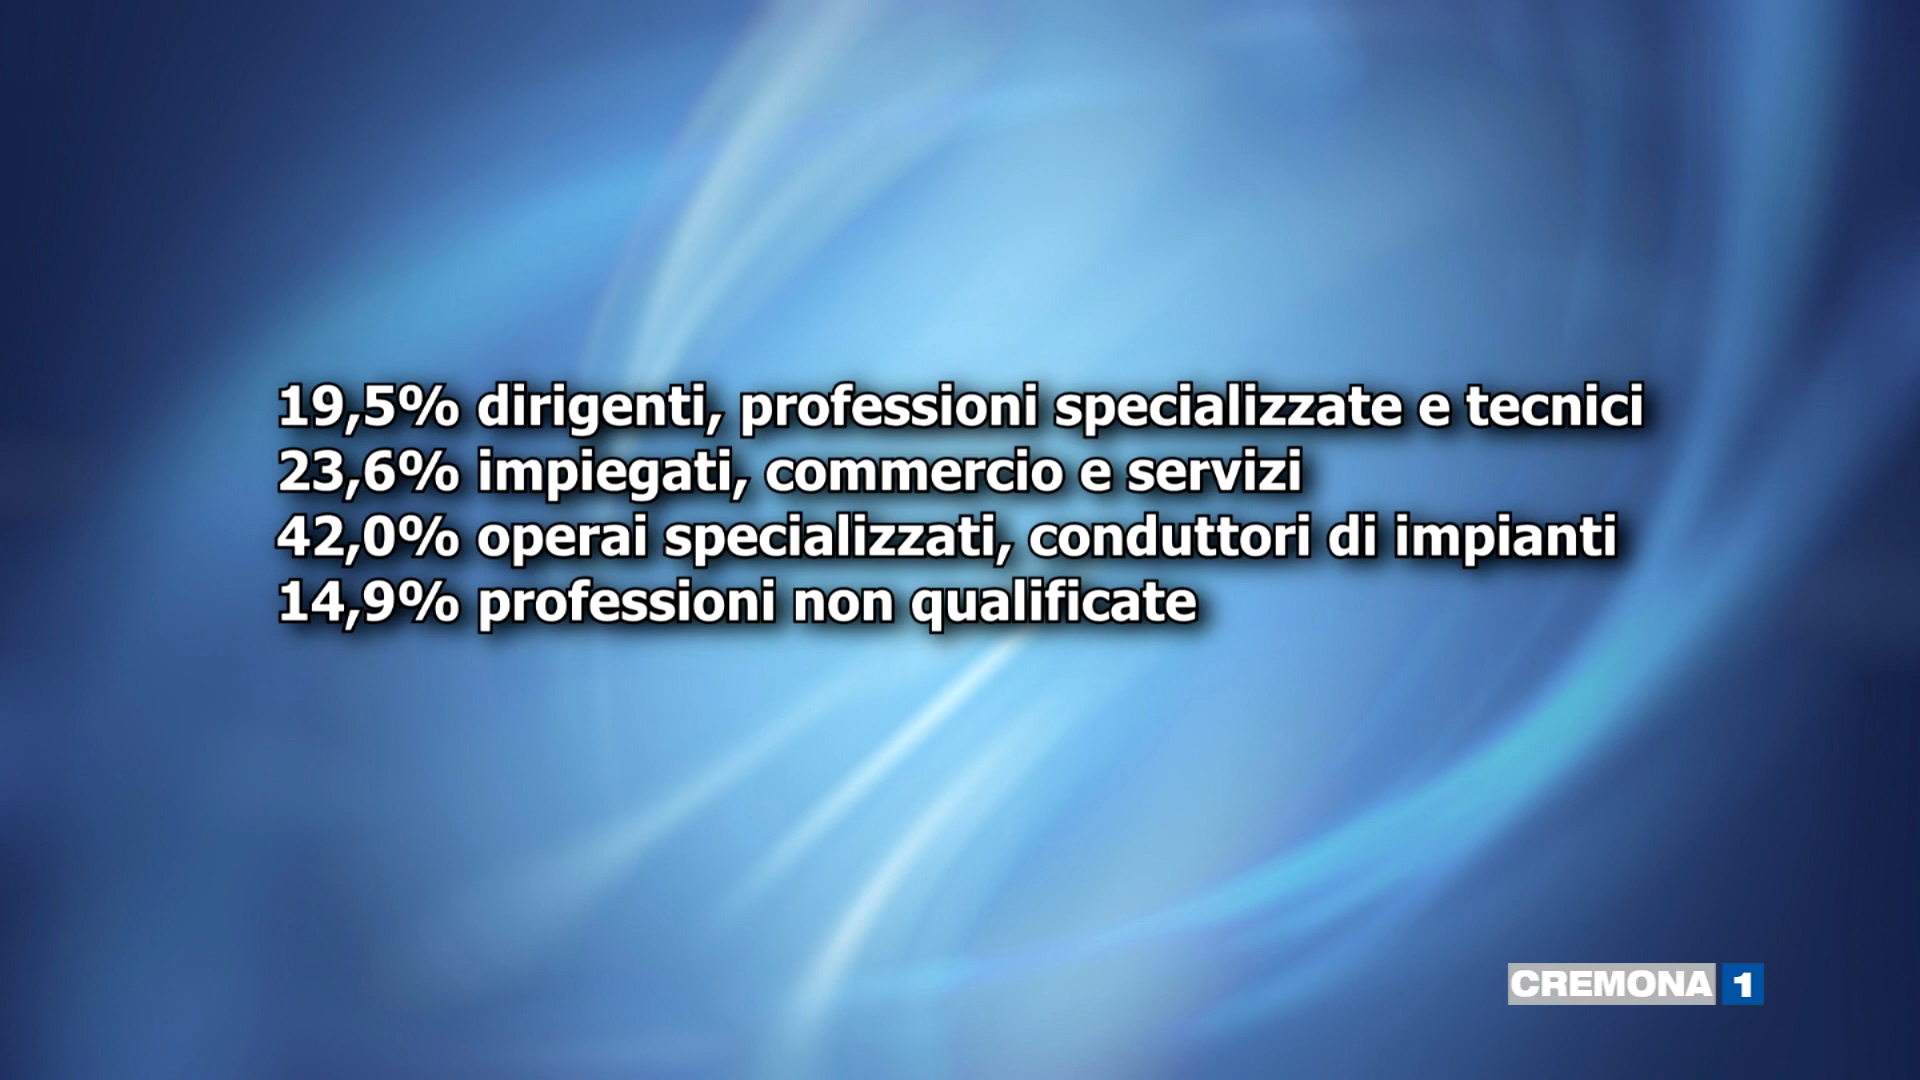 19,5% dirigenti, professioni specializzate e tecnici
23,6% impiegati, commercio e servizi
42,0% operai specializzati, conduttori di impianti
14,9% professioni non qualificate
CREMONA 1